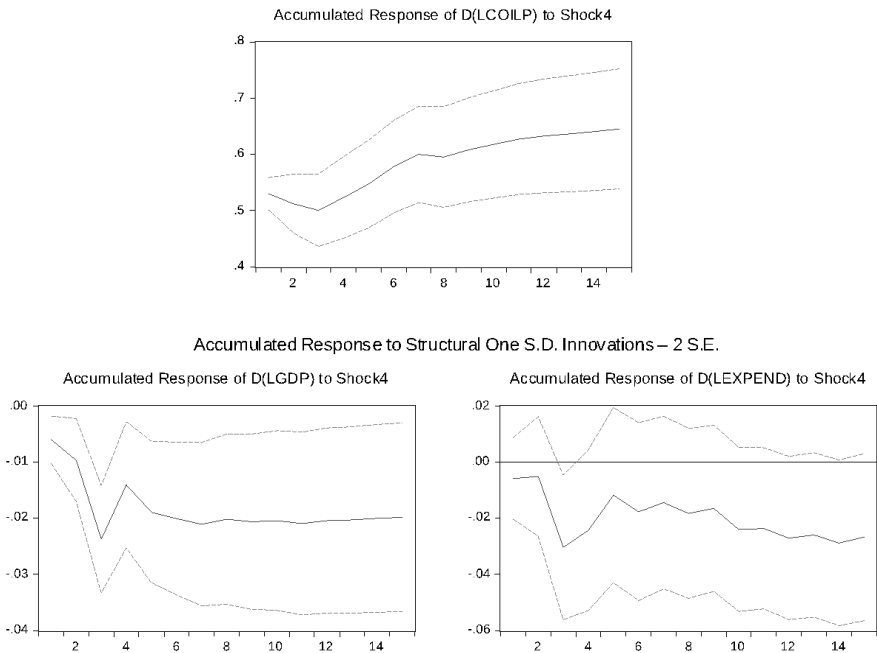 Accumulated Response of D(LCOILP) to Shock4
.8
.7
.6
.5
.4
2 4 6 8 10 12 14
Accumulated Response to Structural One S.D. Innovations – 2 S.E.
Accumulated Response of D(LGDP) to Shock4
.00
-.01
-.02
-.03
-.04
2 4 6 8 10 12 14
Accumulated Response of D(LEXPEND) to Shock4
.02
.00
-.02
-.04
-.06
2 4 6 8 10 12 14